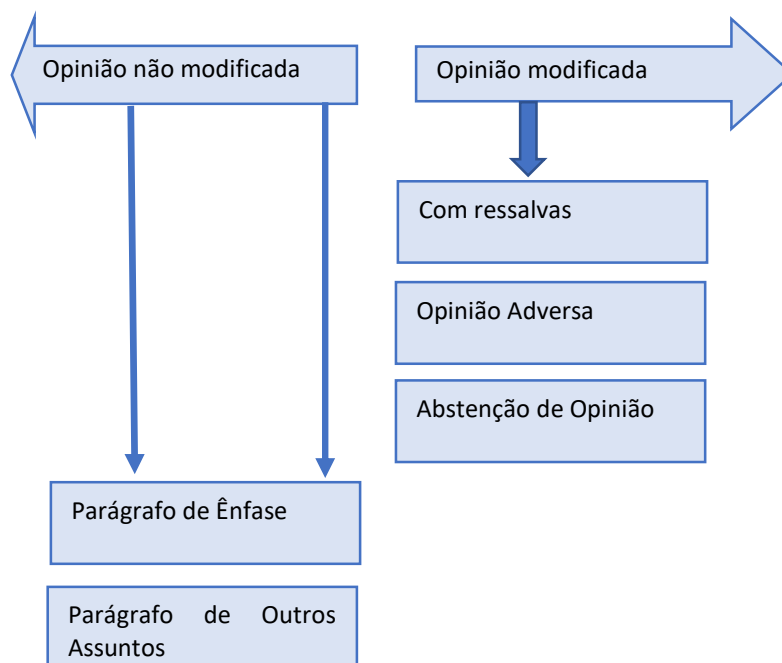 Opinião não modificada
Opinião modificada
Com ressalvas
Opinião Adversa
Abstenção de Opinião
Parágrafo de Ênfase
Parágrafo de Outros
Assuntos